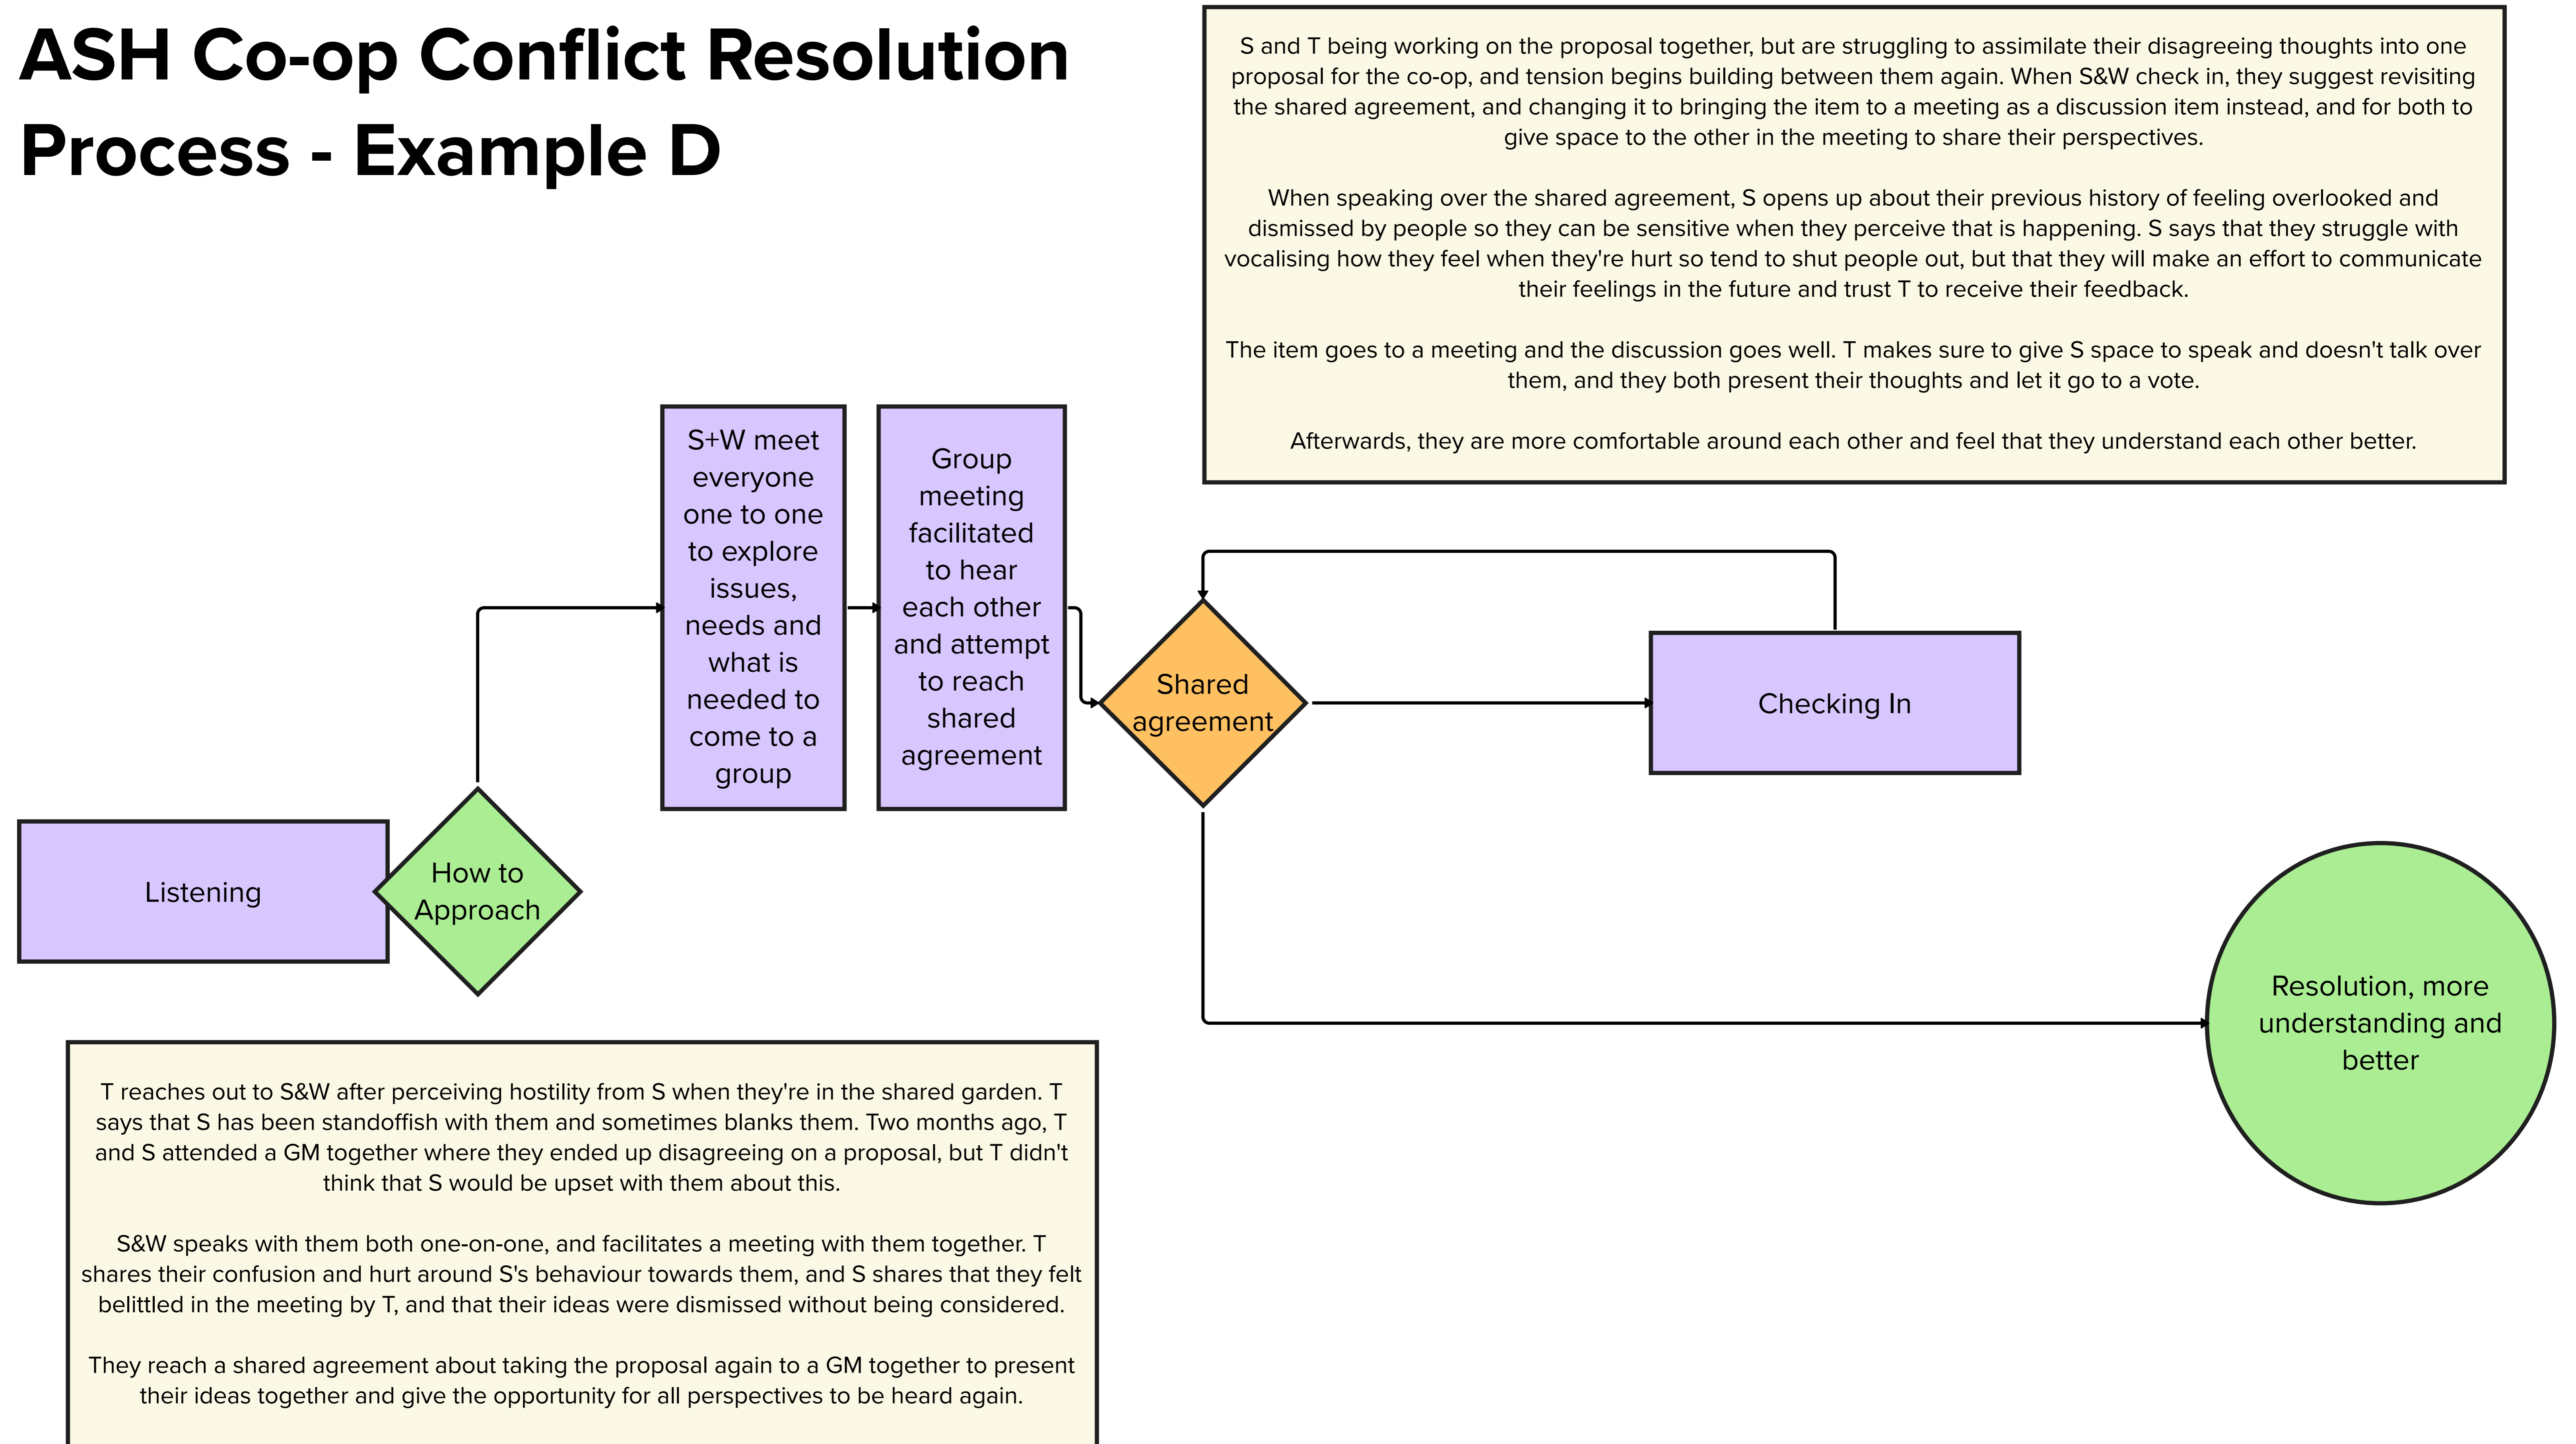 ASH Co-op Conflict Resolution
Process - Example D
S and T being working on the proposal together, but are struggling to assimilate their disagreeing thoughts into one
proposal for the co-op, and tension begins building between them again. When S&W check in, they suggest revisiting
the shared agreement, and changing it to bringing the item to a meeting as a discussion item instead, and for both to
give space to the other in the meeting to share their perspectives.
When speaking over the shared agreement, S opens up about their previous history of feeling overlooked and
dismissed by people so they can be sensitive when they perceive that is happening. S says that they struggle with
vocalising how they feel when they're hurt so tend to shut people out, but that they will make an effort to communicate
their feelings in the future and trust T to receive their feedback.
The item goes to a meeting and the discussion goes well. T makes sure to give S space to speak and doesn't talk over
them, and they both present their thoughts and let it go to a vote.
Afterwards, they are more comfortable around each other and feel that they understand each other better.
Listening
How to
Approach
S+W meet
everyone
one to one
to explore
issues,
needs and
what is
needed to
come to a
group
Group
meeting
facilitated
to hear
each other
and attempt
to reach
shared
agreement
Shared
agreement
Checking In
Resolution, more
understanding and
better
T reaches out to S&W after perceiving hostility from S when they're in the shared garden. T
says that S has been standoffish with them and sometimes blanks them. Two months ago, T
and S attended a GM together where they ended up disagreeing on a proposal, but T didn't
think that S would be upset with them about this.
S&W speaks with them both one-on-one, and facilitates a meeting with them together. T
shares their confusion and hurt around S's behaviour towards them, and S shares that they felt
belittled in the meeting by T, and that their ideas were dismissed without being considered.
They reach a shared agreement about taking the proposal again to a GM together to present
their ideas together and give the opportunity for all perspectives to be heard again.